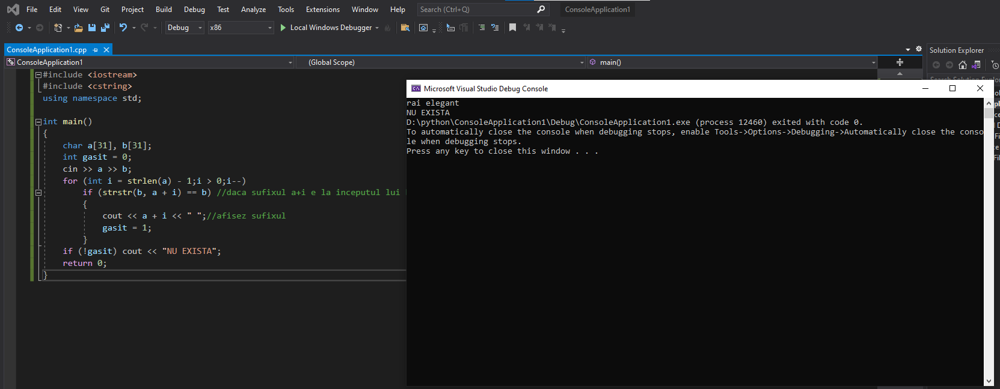 File Edit View Git Project Build Debug Test Analyze Tools Extensions Window Help Search (Ctrl+Q) ConsoleApplication1
Debug x86 Local Windows Debugger
ConsoleApplication1.cpp
Solution Explorer
ConsoleApplication1 (Global Scope) main()
Search Solution Explo
#include <iostream>
#include <cstring>
using namespace std;
int main()
{
char a[31], b[31];
int gasit = 0;
cin >> a >> b;
for (int i = strlen(a) - 1;i > 0;i--)
if (strstr(b, a + i) == b) //daca sufixul a+i e la inceputul lui
{
cout << a + i << " ";//afisez sufixul
gasit = 1;
}
if (!gasit) cout << "NU EXISTA";
return 0;
}
Microsoft Visual Studio Debug Console
rai elegant
NU EXISTA
D:\python\ConsoleApplication1\Debug\ConsoleApplication1.exe (process 12460) exited with code 0.
To automatically close the console when debugging stops, enable Tools->Options->Debugging->Automatically close the conso
le when debugging stops.
Press any key to close this window . . .